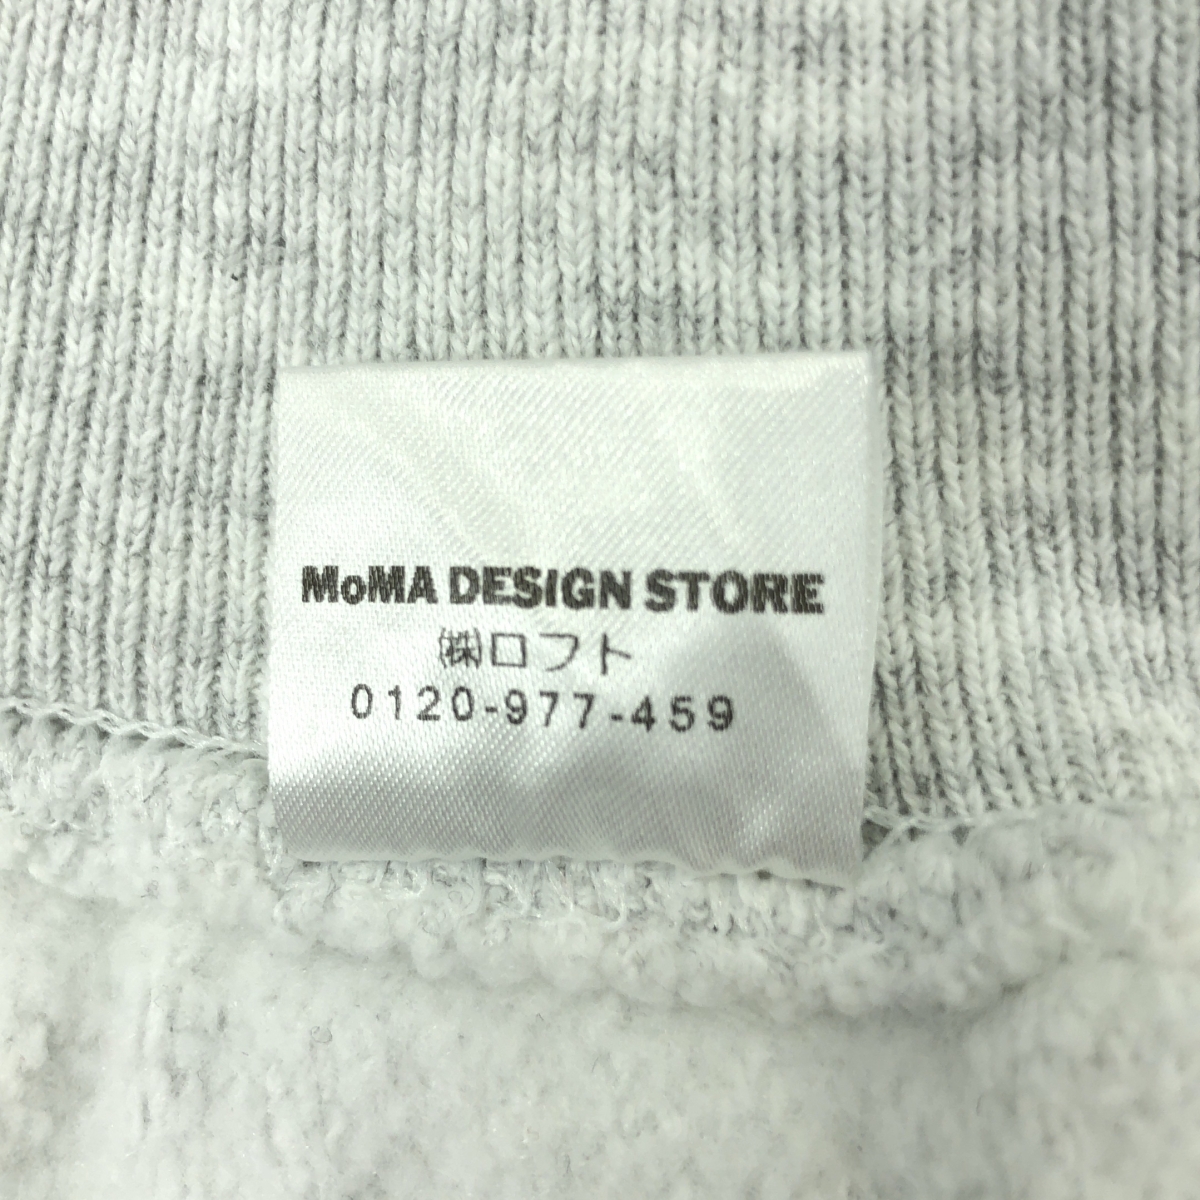 MoMA DESIGN STORE
㈱ロフト
0120-977-459